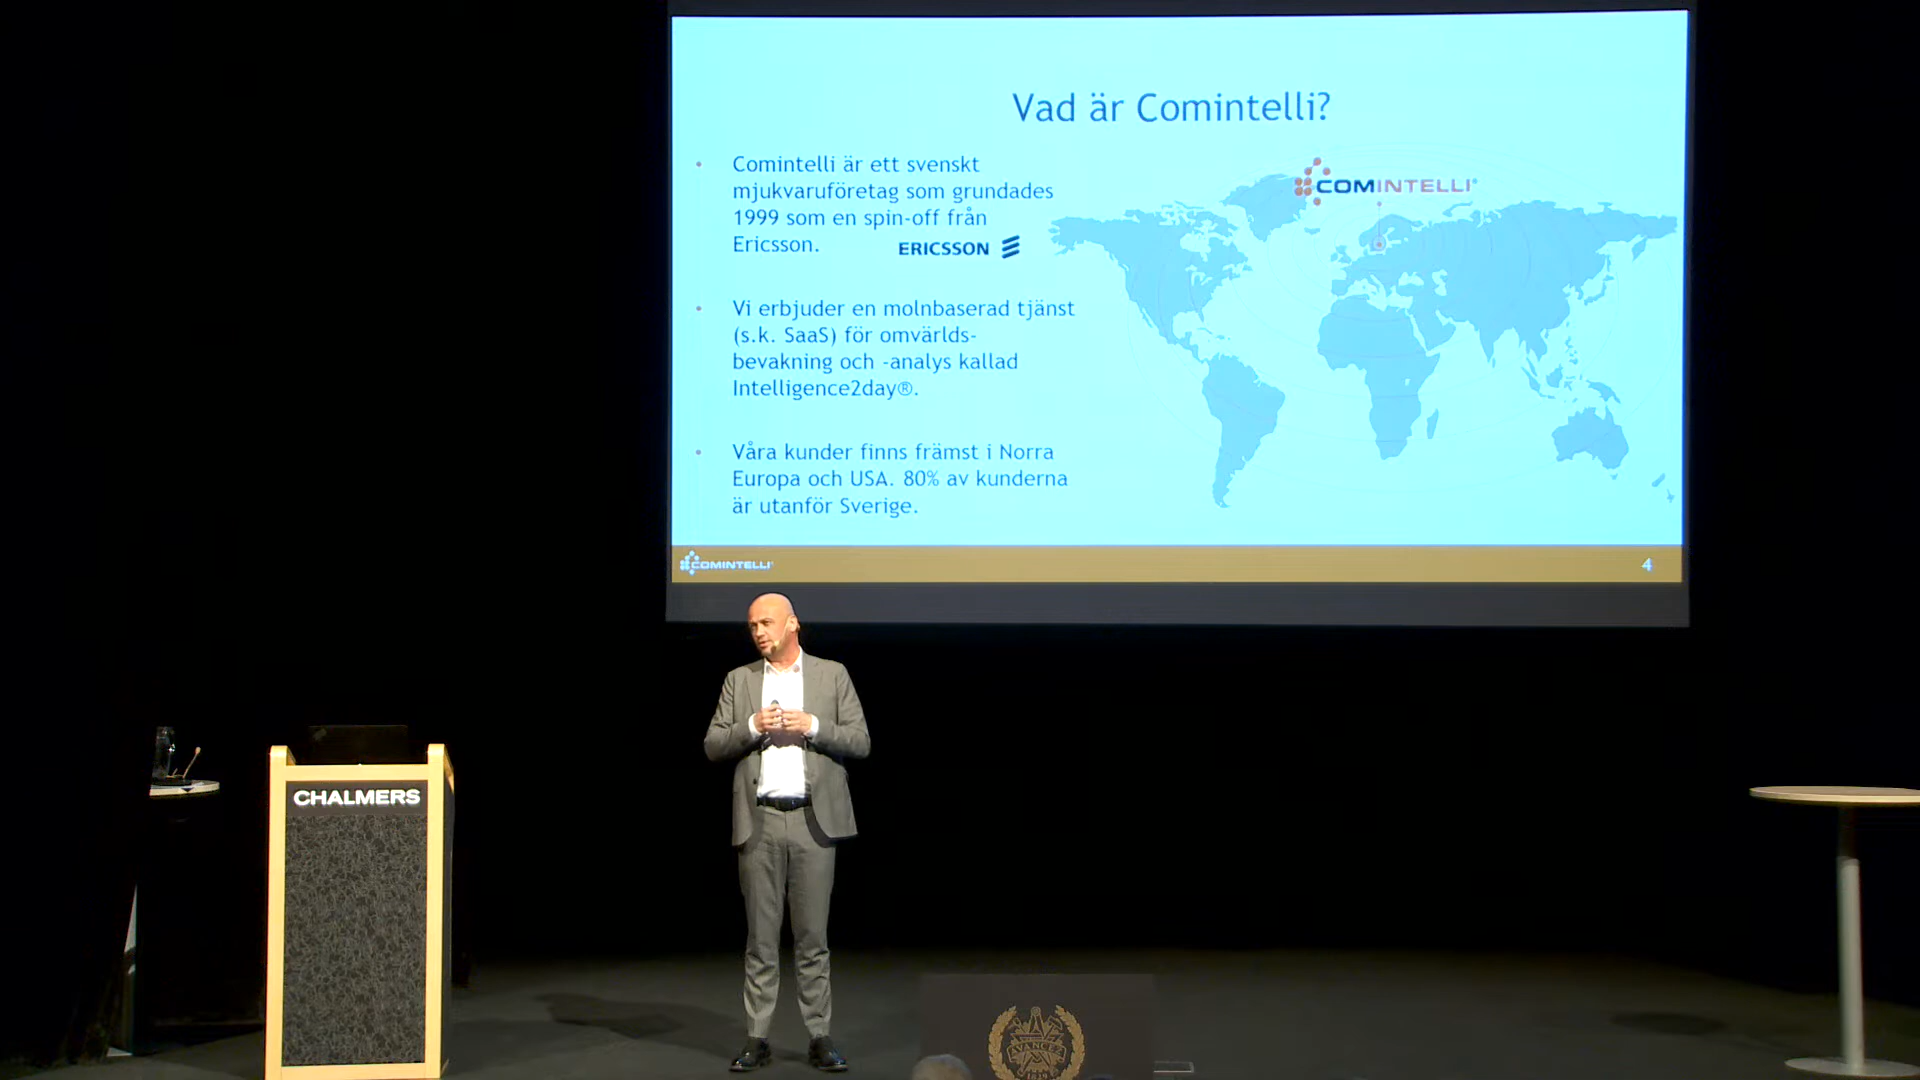 Vad är Comintelli?
• Comintelli är ett svenskt
mjukvaruföretag som grundades
1999 som en spin-off från
Ericsson.
ERICSSON
• Vi erbjuder en molnbaserad tjänst
(s.k. SaaS) för omvärlds-
bevakning och -analys kallad
Intelligence2day®.
• Våra kunder finns främst i Norra
Europa och USA. 80% av kunderna
är utanför Sverige.
COMINTELLI
COMINTELLI
4
CHALMERS
AVANCEZ